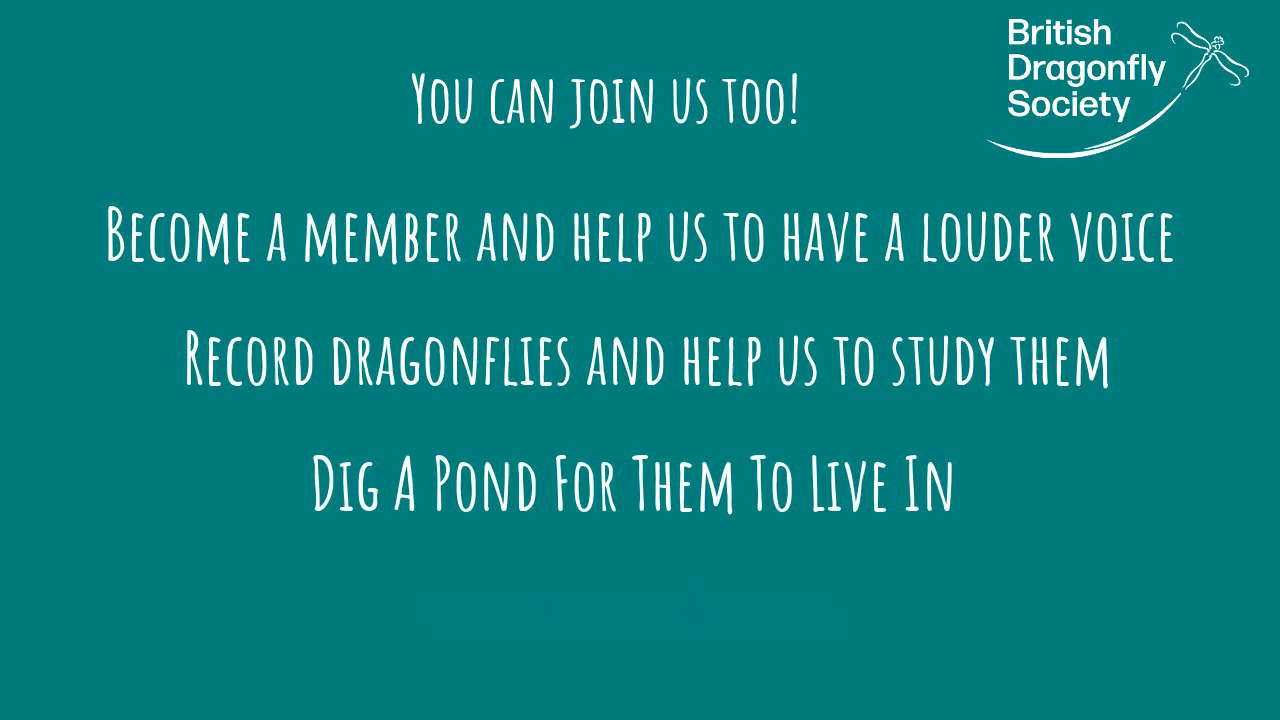 British
Dragonfly
Society
You can join us too!
Become a member and help us to have a louder voice
Record dragonflies and help us to study them
Dig A Pond For Them To Live In